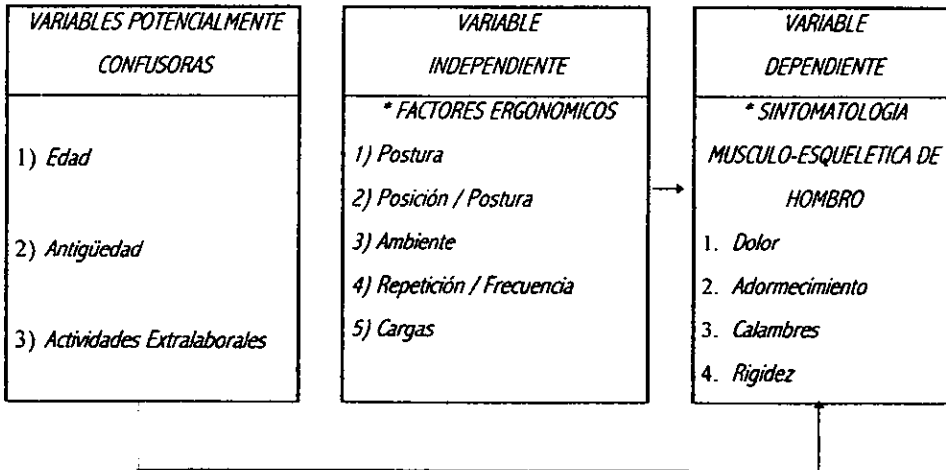 VARIABLES POTENCIALMENTE
CONFUSORAS
1) Edad
2) Antigüedad
3) Actividades Extralaborales
VARIABLE
INDEPENDIENTE
* FACTORES ERGONOMICOS
1) Postura
2) Posición / Postura
3) Ambiente
4) Repetición / Frecuencia
5) Cargas
VARIABLE
DEPENDIENTE
* SINTOMATOLOGIA
MUSCULO-ESQUELETICA DE
HOMBRO
1. Dolor
2. Adormecimiento
3. Calambres
4. Rigidez